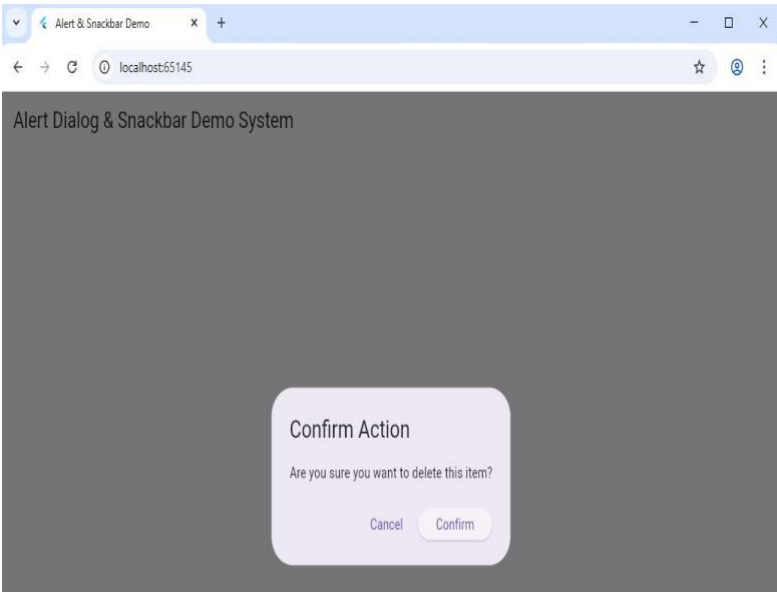 Alert & Snackbar Demo
localhost:65145
Alert Dialog & Snackbar Demo System
Confirm Action
Are you sure you want to delete this item?
Cancel Confirm